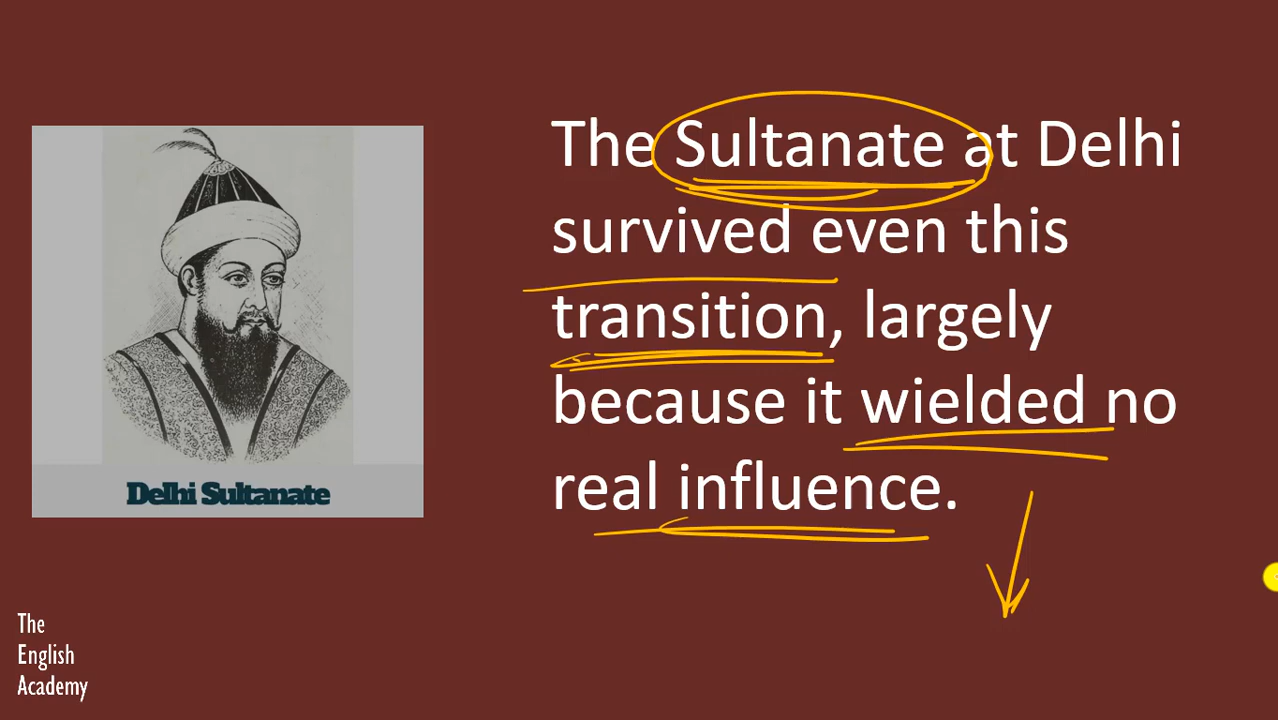 The Sultanate at Delhi
survived even this
transition, largely
because it wielded no
real influence.
Delhi Sultanate
The
English
Academy